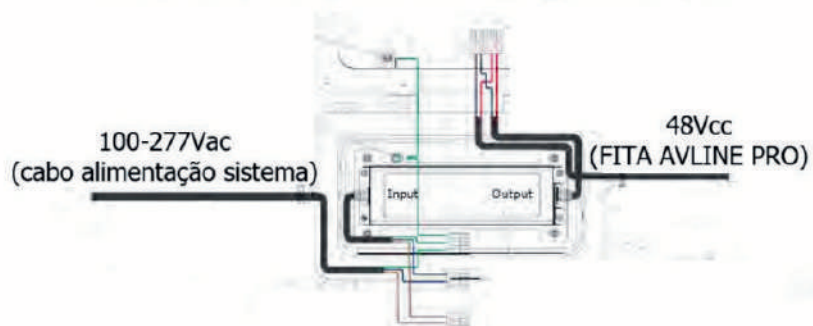 100-277Vac
(cabo alimentação sistema)
48Vcc
(FITA AVLINE PRO)
Input
Output